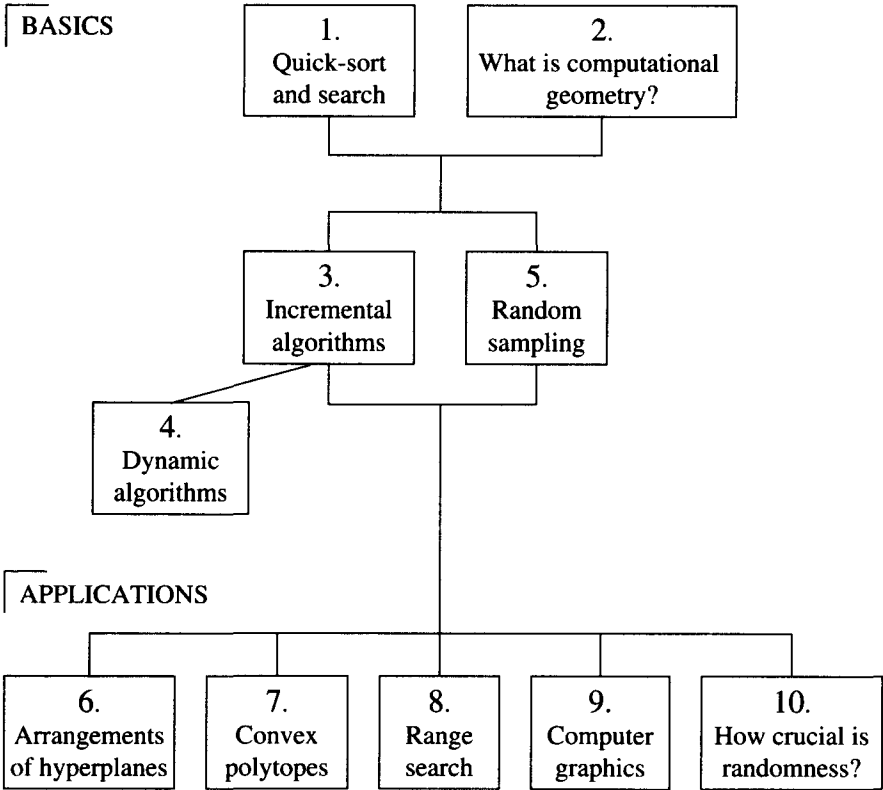 BASICS
1.
Quick-sort
and search
2.
What is computational
geometry?
3.
Incremental
algorithms
5.
Random
sampling
4.
Dynamic
algorithms
APPLICATIONS
6.
Arrangements
of hyperplanes
7.
Convex
polytopes
8.
Range
search
9.
Computer
graphics
10.
How crucial is
randomness?